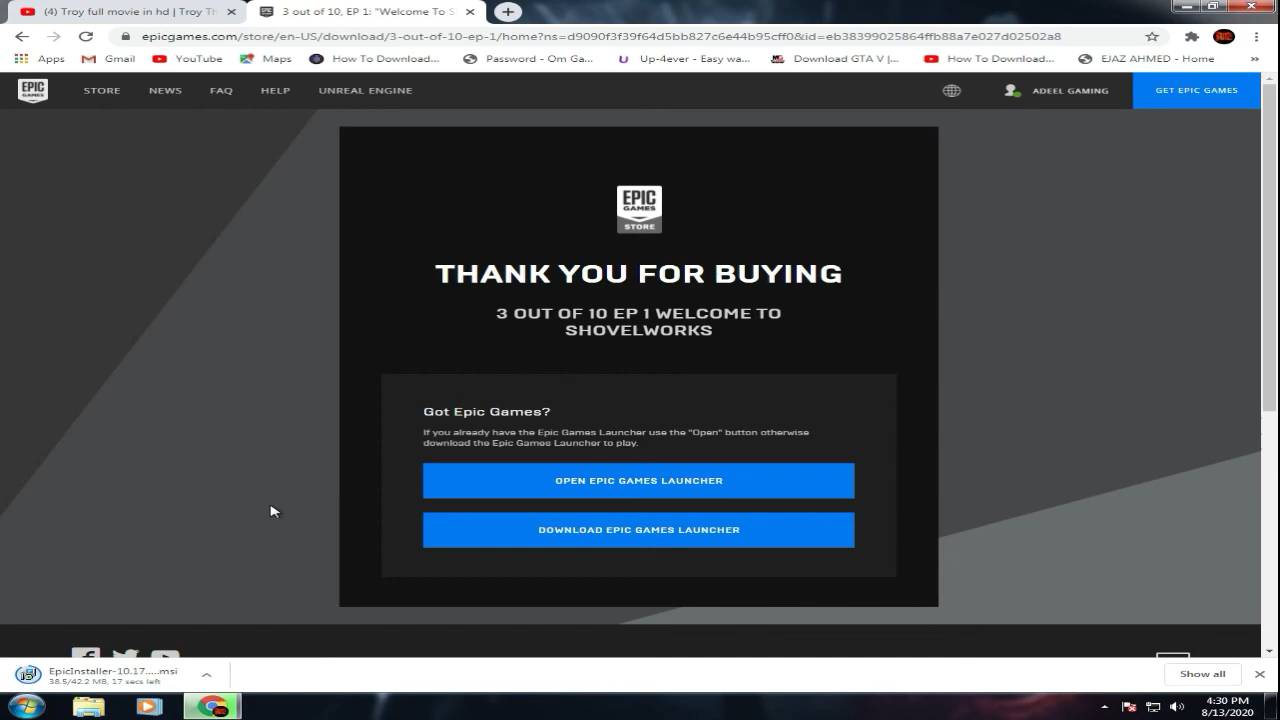 (4) Troy full movie in hd | Troy Th
3 out of 10, EP 1: "Welcome To S
epicgames.com/store/en-US/download/3-out-of-10-ep-1/home?ns=d9090f3f39f64d5bb827c6e44b95cff0&id=eb38399025864ffb88a7e027d02502a8
Apps Gmail YouTube Maps How To Download... Password - Om Ga... Up-4ever - Easy wa... Download GTA V |... How To Download... EJAZ AHMED - Home »
EPIC GAMES STORE NEWS FAQ HELP UNREAL ENGINE ADEEL GAMING GET EPIC GAMES
EPIC
GAMES
STORE
THANK YOU FOR BUYING
3 OUT OF 10 EP 1 WELCOME TO
SHOVELWORKS
Got Epic Games?
If you already have the Epic Games Launcher use the "Open" button otherwise
download the Epic Games Launcher to play.
OPEN EPIC GAMES LAUNCHER
DOWNLOAD EPIC GAMES LAUNCHER
EpicInstaller-10.17.....msi
38.5/42.2 MB, 17 secs left
Show all
4:30 PM
8/13/2020